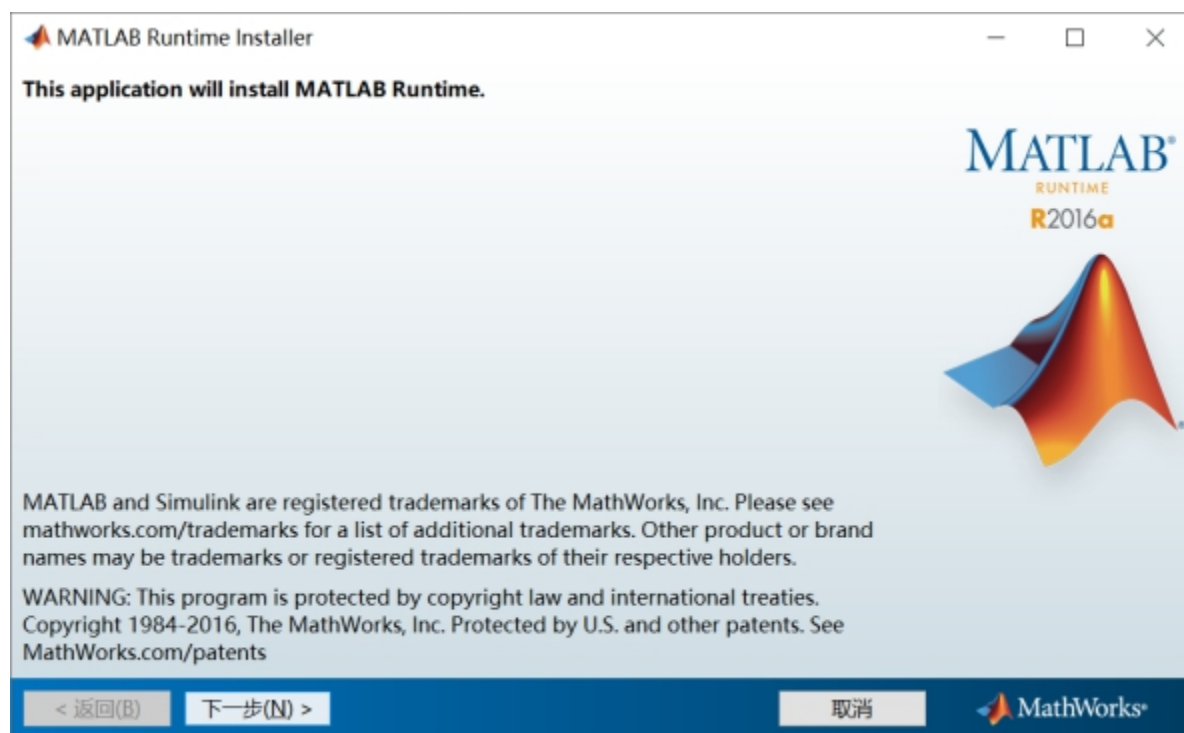 MATLAB Runtime Installer
This application will install MATLAB Runtime.
MATLAB®
RUNTIME
R2016a
MATLAB and Simulink are registered trademarks of The MathWorks, Inc. Please see
mathworks.com/trademarks for a list of additional trademarks. Other product or brand
names may be trademarks or registered trademarks of their respective holders.
WARNING: This program is protected by copyright law and international treaties.
Copyright 1984-2016, The MathWorks, Inc. Protected by U.S. and other patents. See
MathWorks.com/patents
< 返回(B) 下一步(N) > 取消 MathWorks®